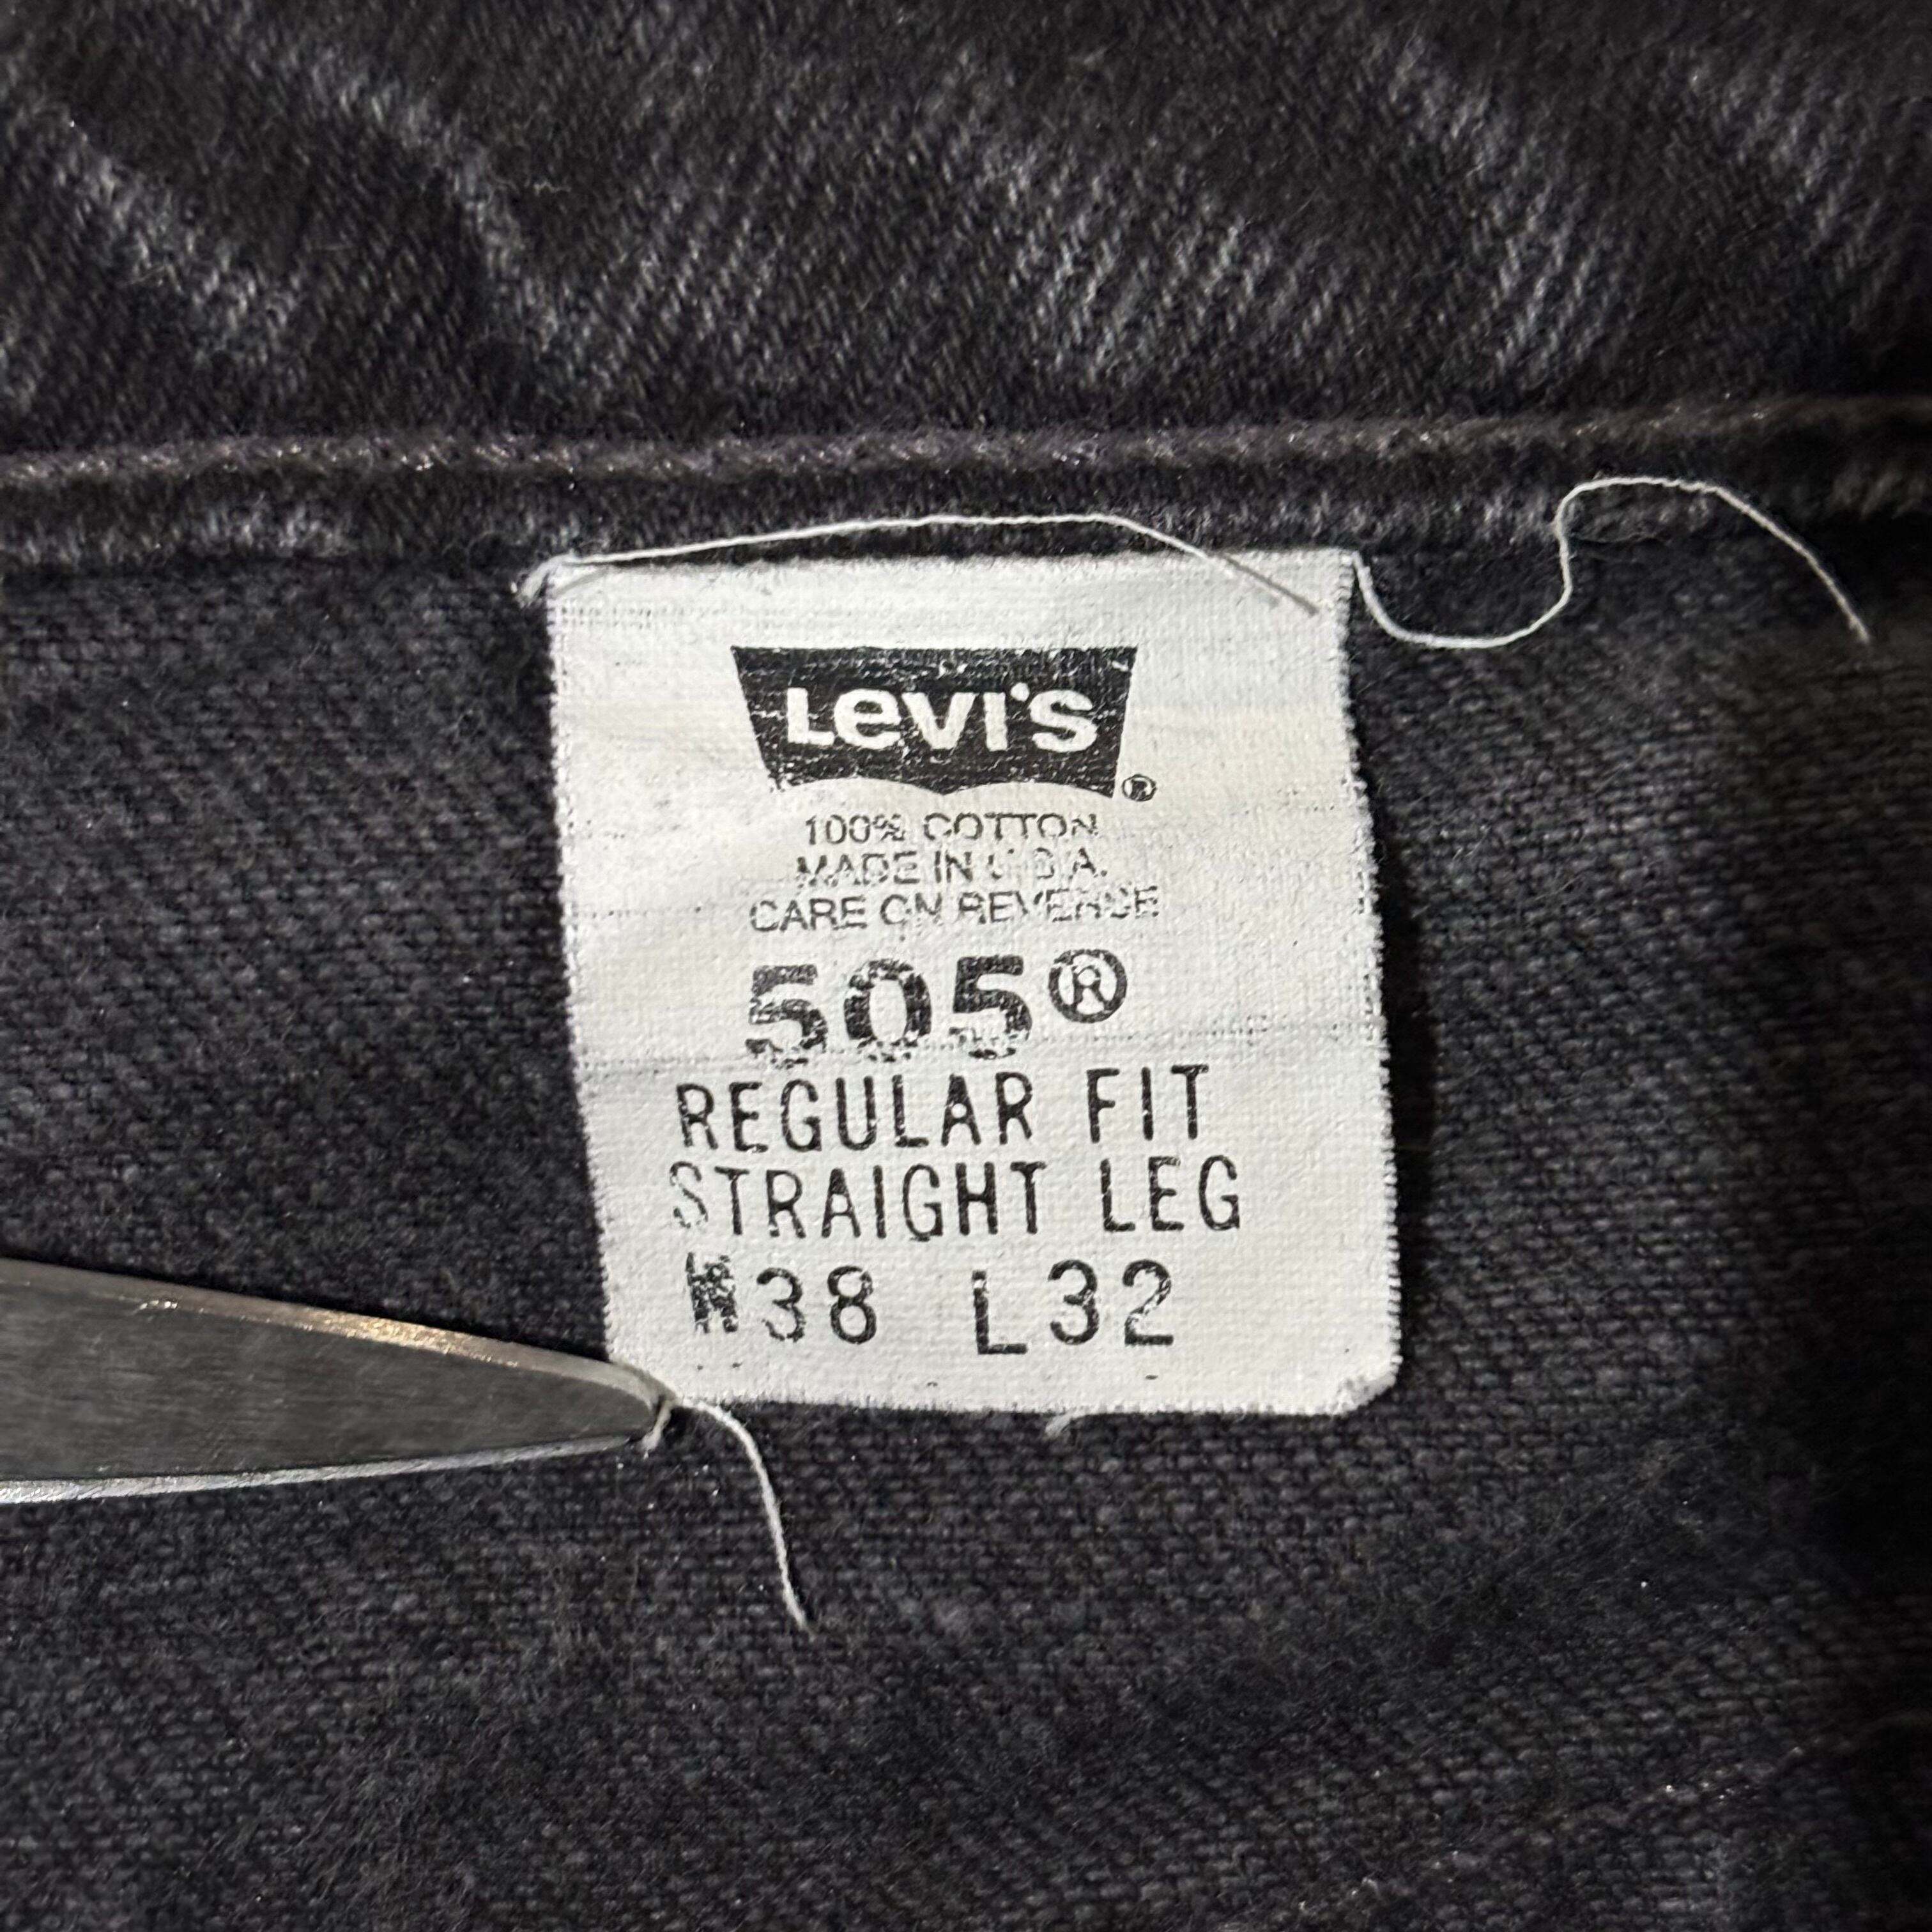 Levi's®
100% COTTON
MADE IN U.S.A.
CARE ON REVERSE
505®
REGULAR FIT
STRAIGHT LEG
W38 L32